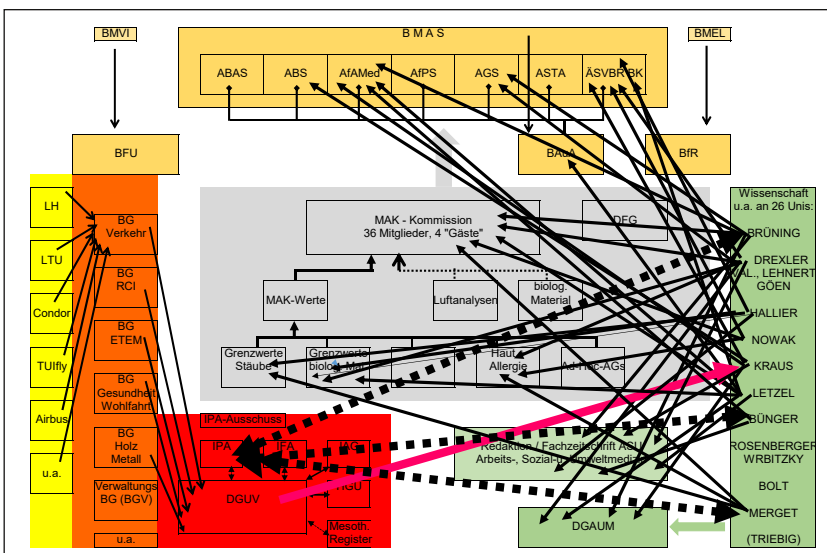 BMVI
B M A S
BMEL
ABAS
ABS
AfAMed
AfPS
AGS
ASTA
ÄSVBR BK
BFU
BAuA
BfR
LH
LTU
Condor
TUIfly
Airbus
u.a.
BG
Verkehr
BG
RCI
BG
ETEM
BG
Gesundheit
Wohlfahrt
BG
Holz
Metall
Verwaltungs
BG (BGV)
u.a.
MAK - Kommission
36 Mitglieder, 4 "Gäste"
DFG
MAK-Werte
Luftanalysen
biolog.
Material
Grenzwerte
Stäube
Grenzwerte
biolog. Mat.
Haut
Allergie
Ad-Hoc-AGs
IPA-Ausschuss
IPA
IFA
IAG
DGUV
Mesoth.
Register
Redaktion / Fachzeitschrift ASU
Arbeits-, Sozial-u. Umweltmedizin
DGAUM
Wissenschaft
u.a. an 26 Unis:
BRÜNING
DREXLER
VAL., LEHNERT
GÖEN
HALLIER
NOWAK
KRAUS
LETZEL
BÜNGER
ROSENBERGER
WRBITZKY
BOLT
MERGET
(TRIEBIG)